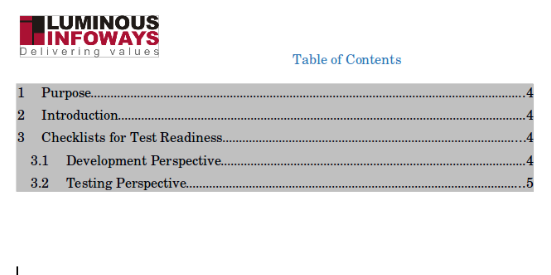 LUMINOUS
INFOWAYS
Delivering values
Table of Contents
1 Purpose....................................................................................................4
2 Introduction.............................................................................................4
3 Checklists for Test Readiness..................................................................4
3.1 Development Perspective....................................................................4
3.2 Testing Perspective..............................................................................5